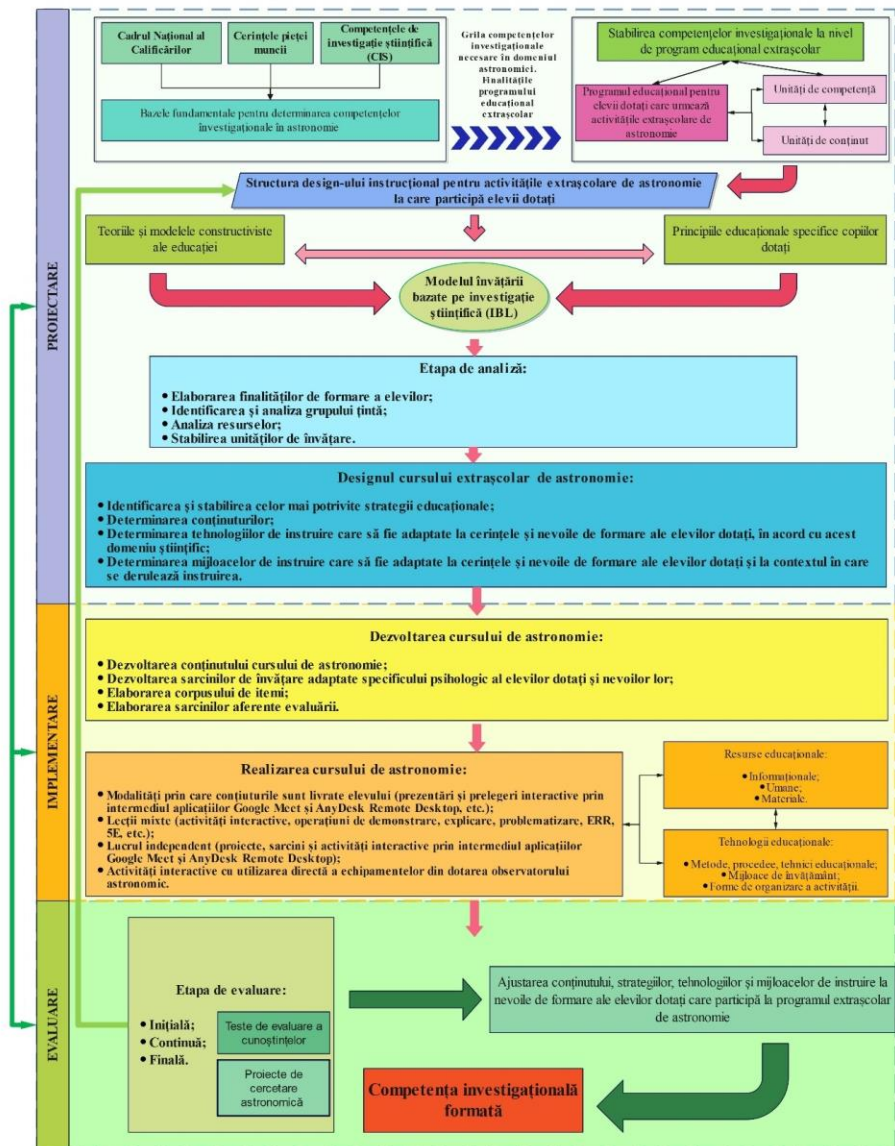 PROIECTARE
Cadrul Național al
Calificărilor
Cerințele pieței
muncii
Competențele de
investigație științifică
(CIS)
Bazele fundamentale pentru determinarea competențelor
învestigaționale în astronomie
Grila competențelor
investigaționale
necesare în domeniul
astronomiei.
Finalitățile
programului
educațional
extrașcolar
Stabilirea competențelor investigaționale la nivel
de program educațional extrașcolar
Programul educațional pentru
elevii dotați care urmează
activitățile extrașcolare de
astronomie
Unități de competență
Unități de conținut
Structura design-ului instrucțional pentru activitățile extrașcolare de astronomie
la care participă elevii dotați
Teoriile și modelele constructiviste
ale educației
Principiile educaționale specifice copiilor
dotați
Modelul învățării
bazate pe investigație
științifică (IBL)
Etapa de analiză:
• Elaborarea finalităților de formare a elevilor;
• Identificarea și analiza grupului țintă;
• Analiza resurselor;
• Stabilirea unităților de învățare.
Designul cursului extrașcolar de astronomie:
• Identificarea și stabilirea celor mai potrivite strategii educaționale;
• Determinarea conținuturilor;
• Determinarea tehnologiilor de instruire care să fie adaptate la cerințele și nevoile de formare ale elevilor dotați, în acord cu acest
domeniu științific;
• Determinarea mijloacelor de instruire care să fie adaptate la cerințele și nevoile de formare ale elevilor dotați și la contextul în care
se derulează instruirea.
IMPLEMENTARE
Dezvoltarea cursului de astronomie:
• Dezvoltarea conținutului cursului de astronomie;
• Dezvoltarea sarcinilor de învățare adaptate specificului psihologic al elevilor dotați și nevoilor lor;
• Elaborarea corpusului de itemi;
• Elaborarea sarcinilor aferente evaluării.
Realizarea cursului de astronomie:
• Modalități prin care conținuturile sunt livrate elevului (prezentări și prelegeri interactive prin
intermediul aplicațiilor Google Meet și AnyDesk Remote Desktop, etc.);
• Lecții mixte (activități interactive, operațiuni de demonstrare, explicare, problematizare, ERR,
5E, etc.);
• Lucrul independent (proiecte, sarcini și activități interactive prin intermediul aplicațiilor
Google Meet și AnyDesk Remote Desktop);
• Activități interactive cu utilizarea directă a echipamentelor din dotarea observatorului
astronomic.
Resurse educaționale:
• Informaționale;
• Umane;
• Materiale.
Tehnologii educaționale:
• Metode, procedee, tehnici educaționale;
• Mijloace de învățământ;
• Forme de organizare a activității.
EVALUARE
Etapa de evaluare:
• Inițială;
• Continuă;
• Finală.
Teste de evaluare a
cunoștințelor
Proiecte de
cercetare
astronomică
Ajustarea conținutului, strategiilor, tehnologiilor și mijloacelor de instruire la
nevoile de formare ale elevilor dotați care participă la programul extrașcolar
de astronomie
Competența investigațională
formată